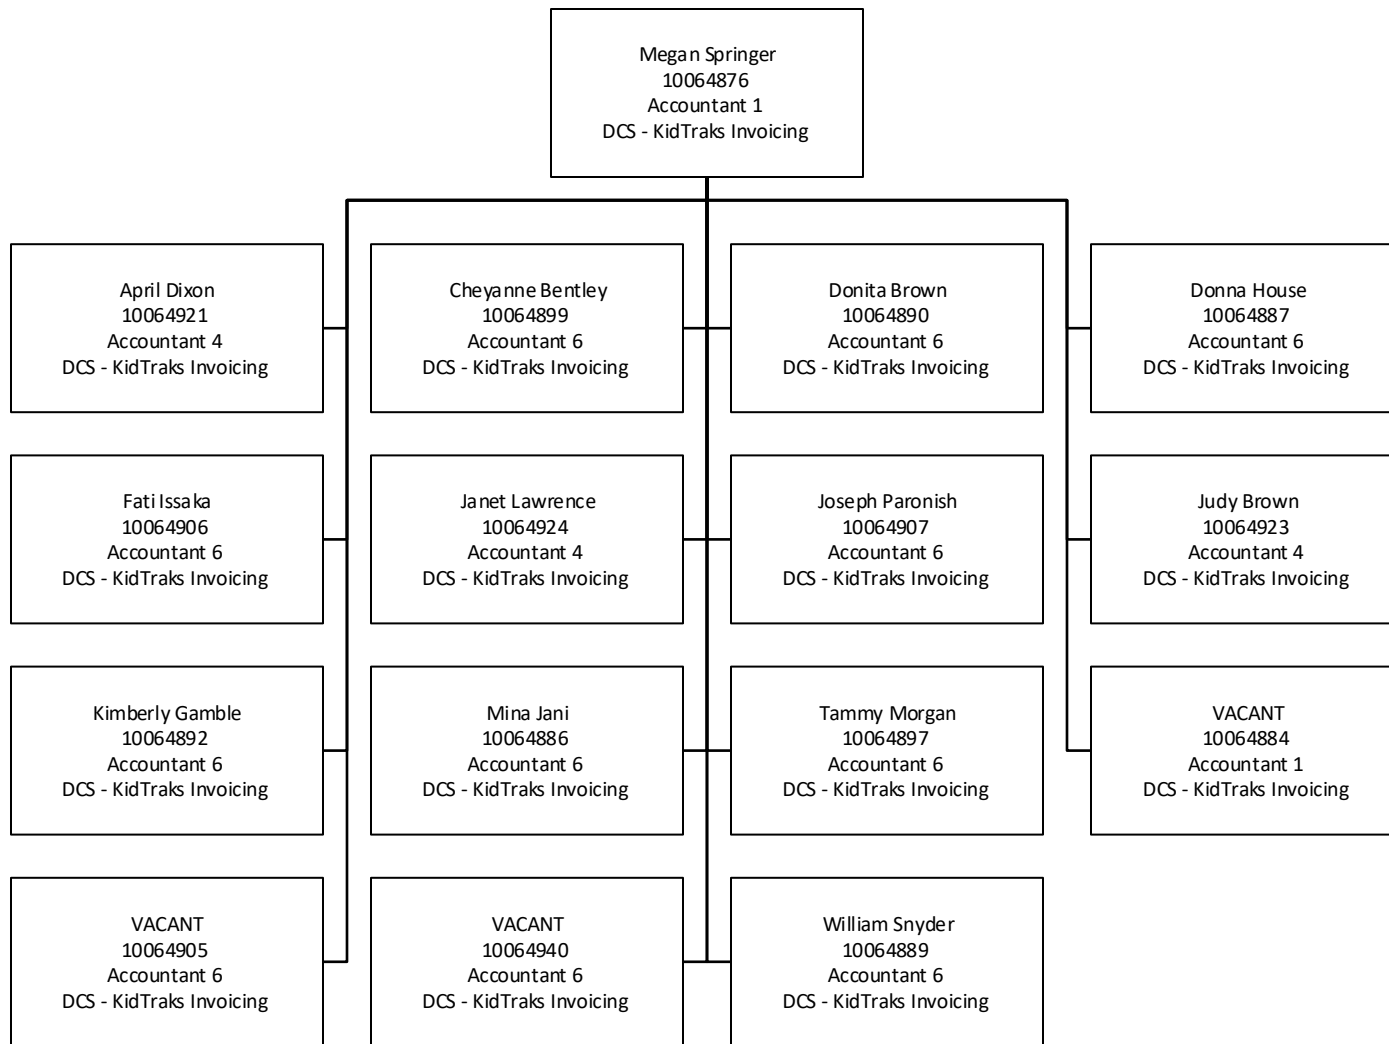 Megan Springer
10064876
Accountant 1
DCS - KidTraks Invoicing
April Dixon
10064921
Accountant 4
DCS - KidTraks Invoicing
Cheyanne Bentley
10064899
Accountant 6
DCS - KidTraks Invoicing
Donita Brown
10064890
Accountant 6
DCS - KidTraks Invoicing
Donna House
10064887
Accountant 6
DCS - KidTraks Invoicing
Fati Issaka
10064906
Accountant 6
DCS - KidTraks Invoicing
Janet Lawrence
10064924
Accountant 4
DCS - KidTraks Invoicing
Joseph Paronish
10064907
Accountant 6
DCS - KidTraks Invoicing
Judy Brown
10064923
Accountant 4
DCS - KidTraks Invoicing
Kimberly Gamble
10064892
Accountant 6
DCS - KidTraks Invoicing
Mina Jani
10064886
Accountant 6
DCS - KidTraks Invoicing
Tammy Morgan
10064897
Accountant 6
DCS - KidTraks Invoicing
VACANT
10064884
Accountant 1
DCS - KidTraks Invoicing
VACANT
10064905
Accountant 6
DCS - KidTraks Invoicing
VACANT
10064940
Accountant 6
DCS - KidTraks Invoicing
William Snyder
10064889
Accountant 6
DCS - KidTraks Invoicing